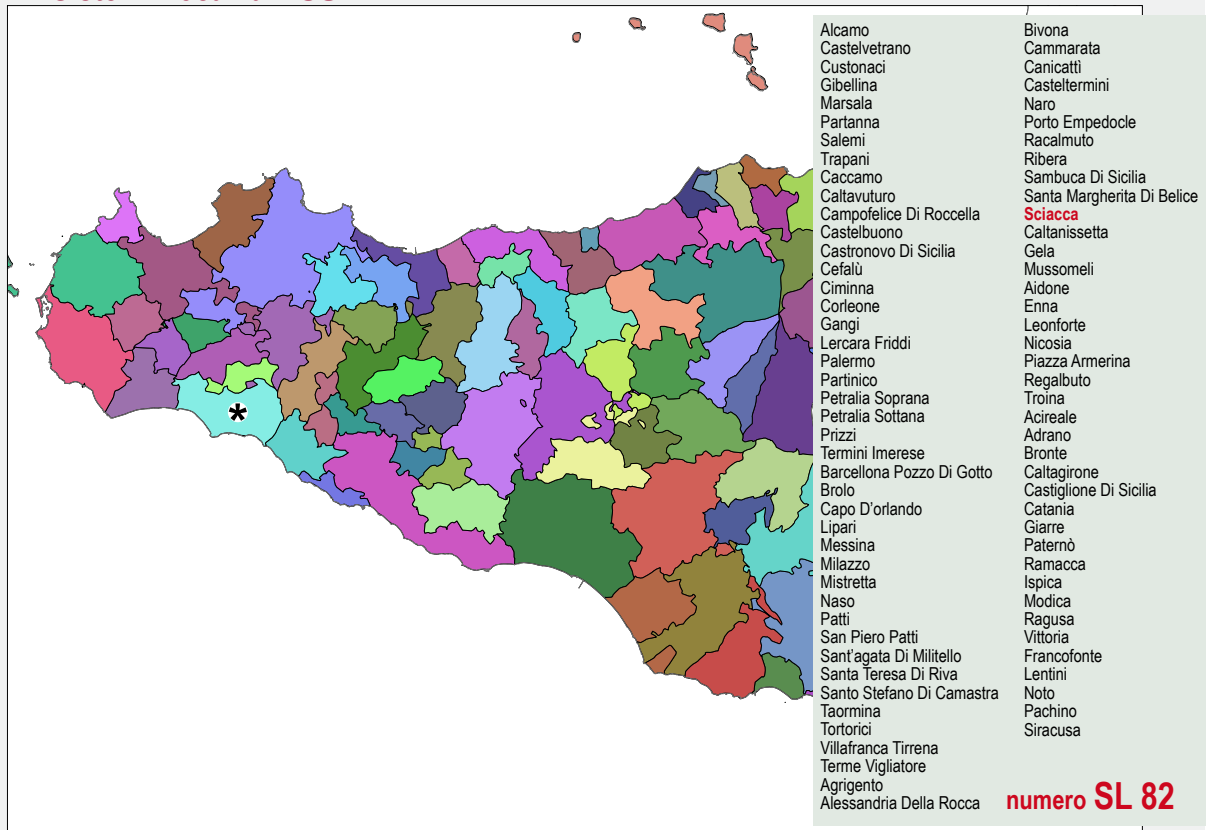 Alcamo
Castelvetrano
Custonaci
Gibellina
Marsala
Partanna
Salemi
Trapani
Caccamo
Caltavuturo
Campofelice Di Roccella
Castelbuono
Castronovo Di Sicilia
Cefalù
Ciminna
Corleone
Gangi
Lercara Friddi
Palermo
Partinico
Petralia Soprana
Petralia Sottana
Prizzi
Termini Imerese
Barcellona Pozzo Di Gotto
Brolo
Capo D'orlando
Lipari
Messina
Milazzo
Mistretta
Naso
Patti
San Piero Patti
Sant'agata Di Militello
Santa Teresa Di Riva
Santo Stefano Di Camastra
Taormina
Tortorici
Villafranca Tirrena
Terme Vigliatore
Agrigento
Alessandria Della Rocca
Bivona
Cammarata
Canicattì
Casteltermini
Naro
Porto Empedocle
Racalmuto
Ribera
Sambuca Di Sicilia
Santa Margherita Di Belice
Sciacca
Caltanissetta
Gela
Mussomeli
Aidone
Enna
Leonforte
Nicosia
Piazza Armerina
Regalbuto
Troina
Acireale
Adrano
Bronte
Caltagirone
Castiglione Di Sicilia
Catania
Giarre
Paternò
Ramacca
Ispica
Modica
Ragusa
Vittoria
Francofonte
Lentini
Noto
Pachino
Siracusa
numero SL 82
*